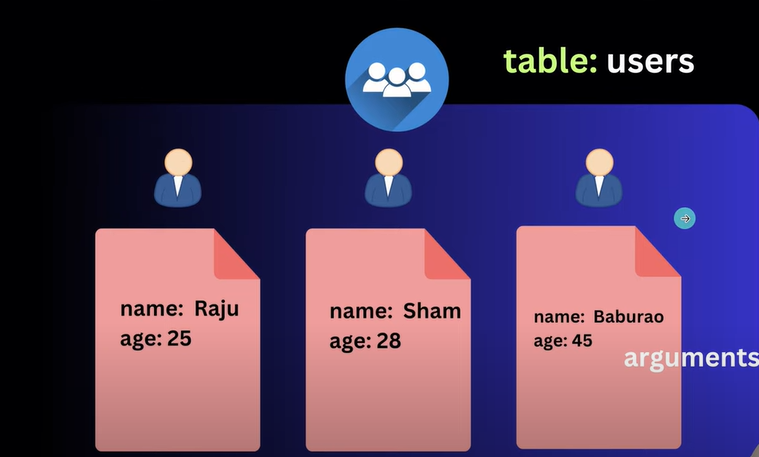 table: users
name: Raju
age: 25
name: Sham
age: 28
name: Baburao
age: 45
arguments